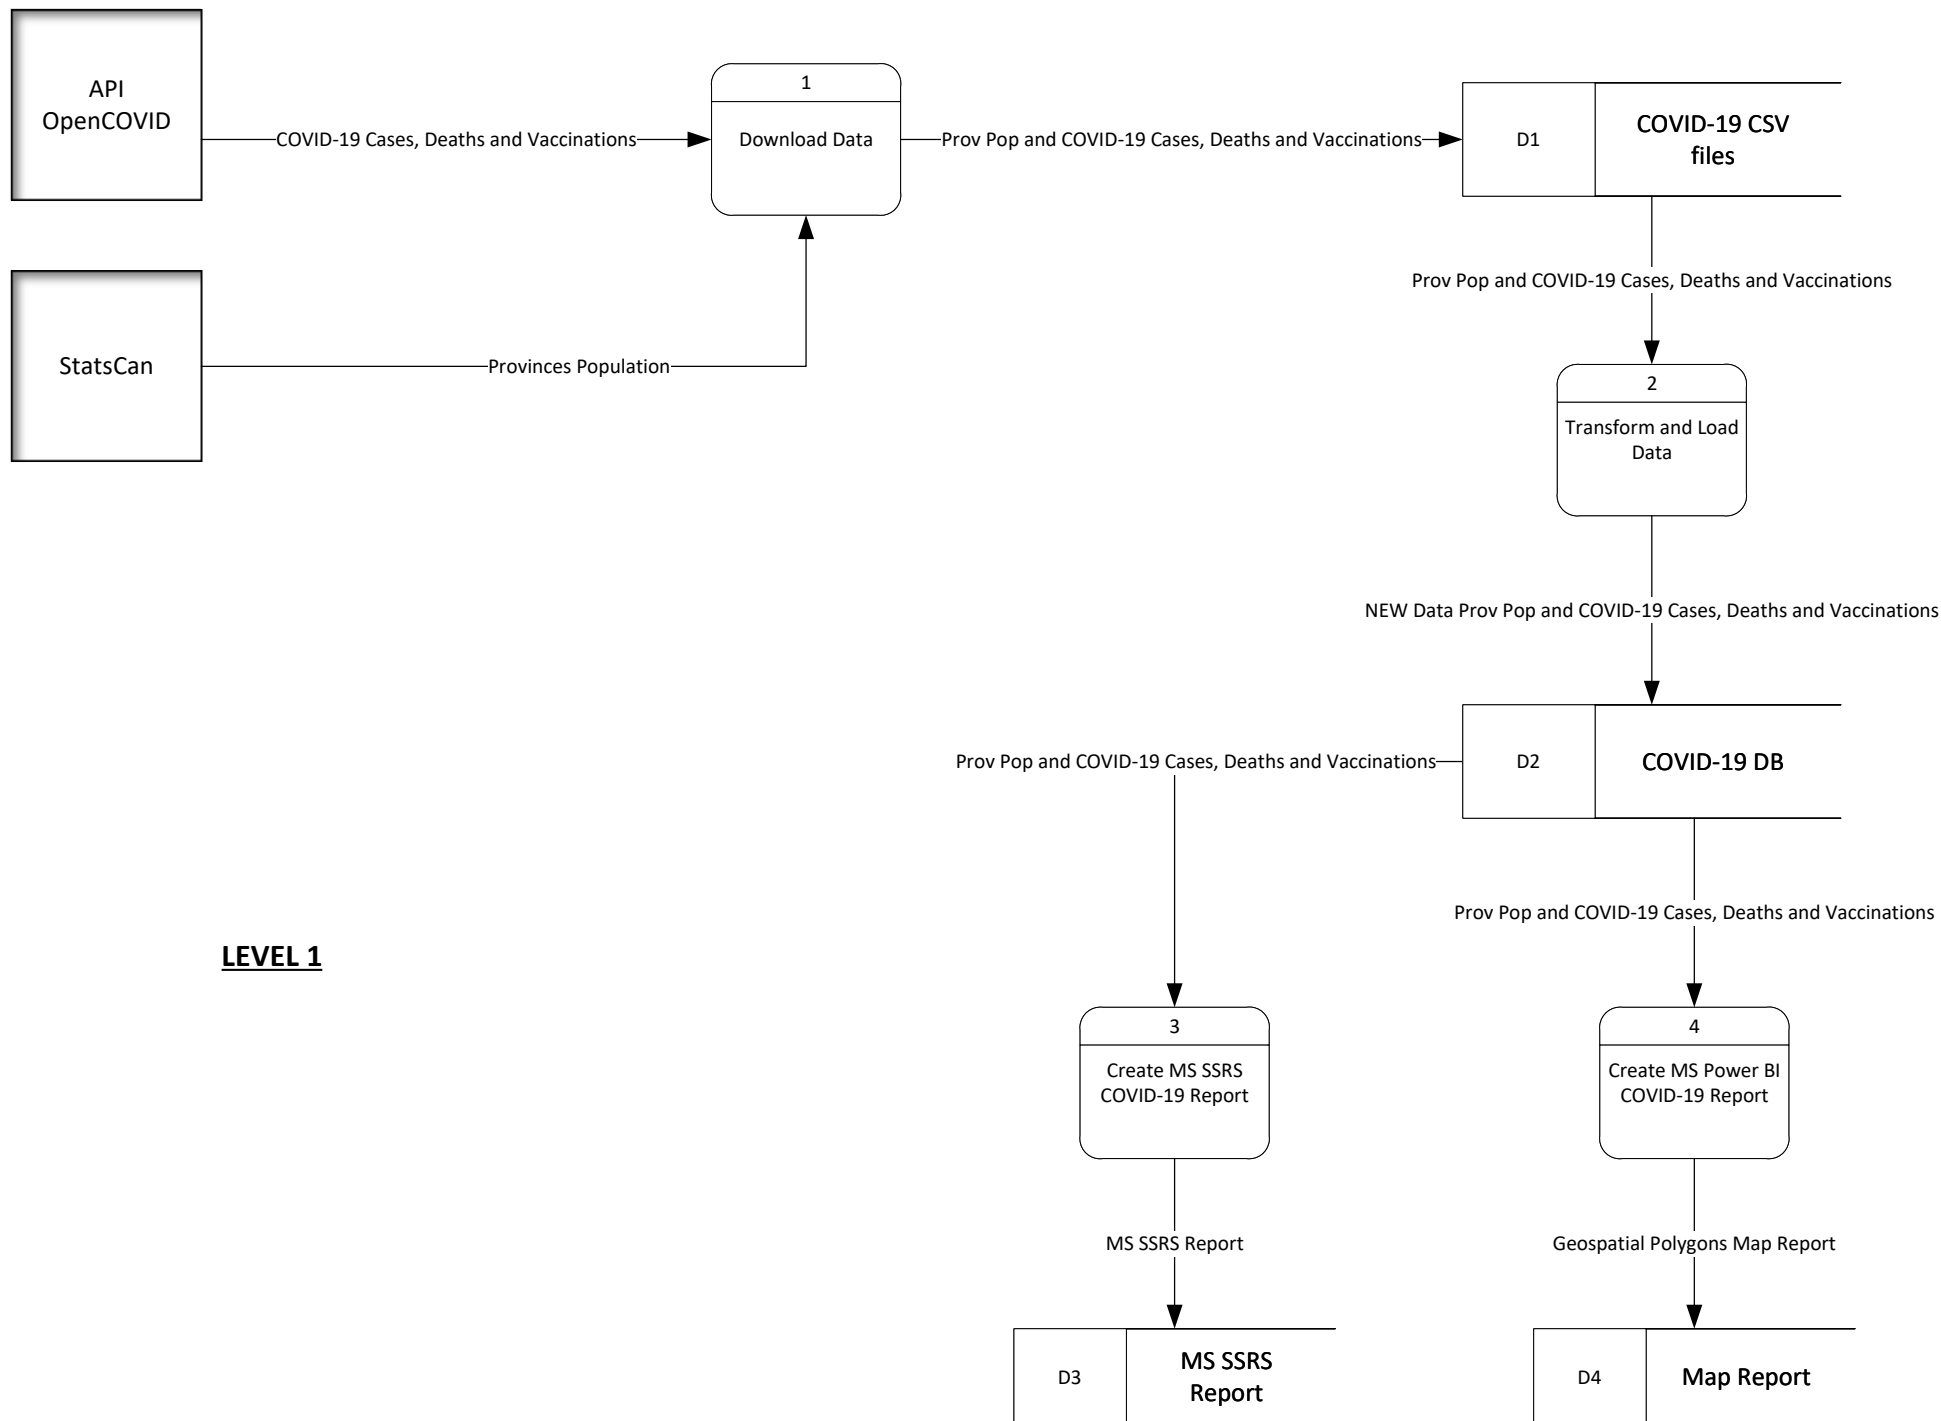 API
OpenCOVID
COVID-19 Cases, Deaths and Vaccinations
1
Download Data
Prov Pop and COVID-19 Cases, Deaths and Vaccinations
D1
COVID-19 CSV
files
Prov Pop and COVID-19 Cases, Deaths and Vaccinations
StatsCan
Provinces Population
2
Transform and Load
Data
NEW Data Prov Pop and COVID-19 Cases, Deaths and Vaccinations
Prov Pop and COVID-19 Cases, Deaths and Vaccinations
D2
COVID-19 DB
Prov Pop and COVID-19 Cases, Deaths and Vaccinations
LEVEL 1
3
Create MS SSRS
COVID-19 Report
4
Create MS Power BI
COVID-19 Report
MS SSRS Report
Geospatial Polygons Map Report
D3
MS SSRS
Report
D4
Map Report